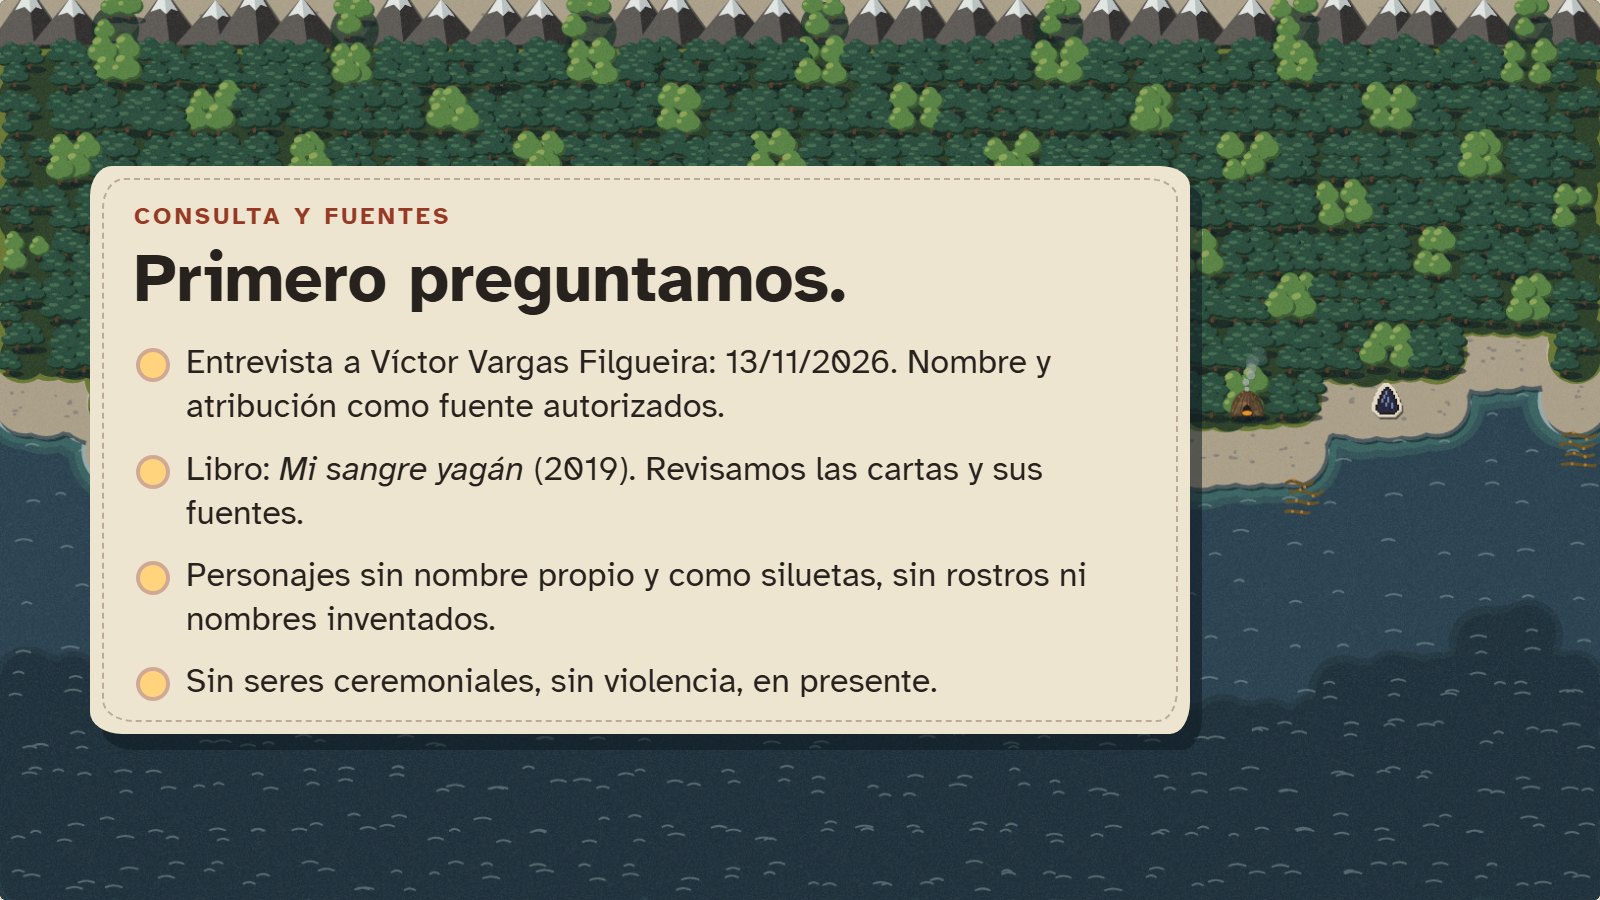 CONSULTA Y FUENTES
Primero preguntamos.
Entrevista a Víctor Vargas Filgueira: 13/11/2026. Nombre y
atribución como fuente autorizados.
Libro: Mi sangre yagán (2019). Revisamos las cartas y sus
fuentes.
Personajes sin nombre propio y como siluetas, sin rostros ni
nombres inventados.
Sin seres ceremoniales, sin violencia, en presente.